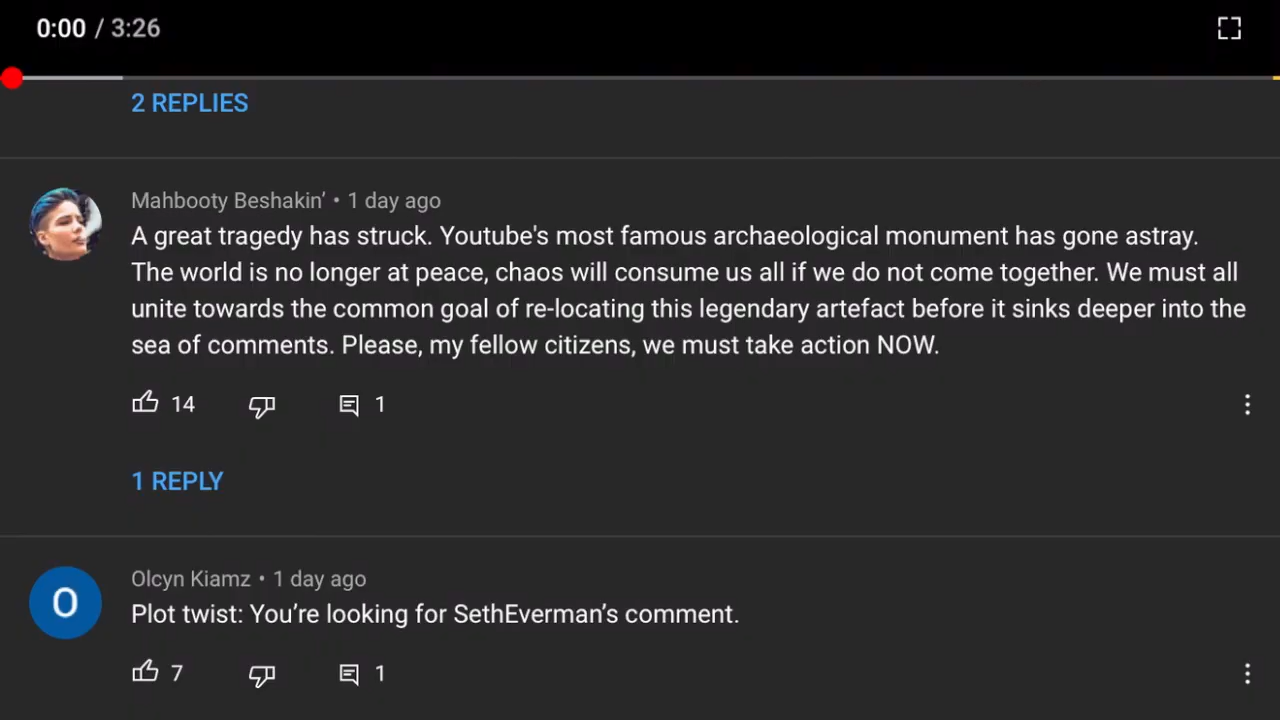 0:00 / 3:26
2 REPLIES
Mahbooty Beshakin’ • 1 day ago
A great tragedy has struck. Youtube's most famous archaeological monument has gone astray.
The world is no longer at peace, chaos will consume us all if we do not come together. We must all
unite towards the common goal of re-locating this legendary artefact before it sinks deeper into the
sea of comments. Please, my fellow citizens, we must take action NOW.
14 1
1 REPLY
O
Olcyn Kiamz • 1 day ago
Plot twist: You’re looking for SethEverman’s comment.
7 1